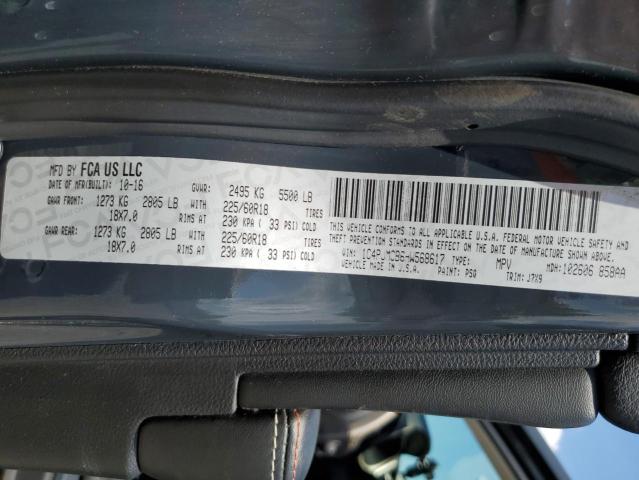 MFD BY FCA US LLC
DATE OF MFR(BUILT): 10-16 GVWR: 2495 KG 5500 LB
GAWR FRONT: 1273 KG 2805 LB WITH 225/60R18 TIRES
18X7.0 RIMS AT 230 KPA ( 33 PSI) COLD
GAWR REAR: 1273 KG 2805 LB WITH 225/60R18 TIRES
18X7.0 RIMS AT 230 KPA ( 33 PSI) COLD
THIS VEHICLE CONFORMS TO ALL APPLICABLE U.S.A. FEDERAL MOTOR VEHICLE SAFETY AND
THEFT PREVENTION STANDARDS IN EFFECT ON THE DATE OF MANUFACTURE SHOWN ABOVE.
VEHICLE MADE IN U.S.A.
TYPE: MPV MDH: 102606 858AA
PAINT: TRIM: